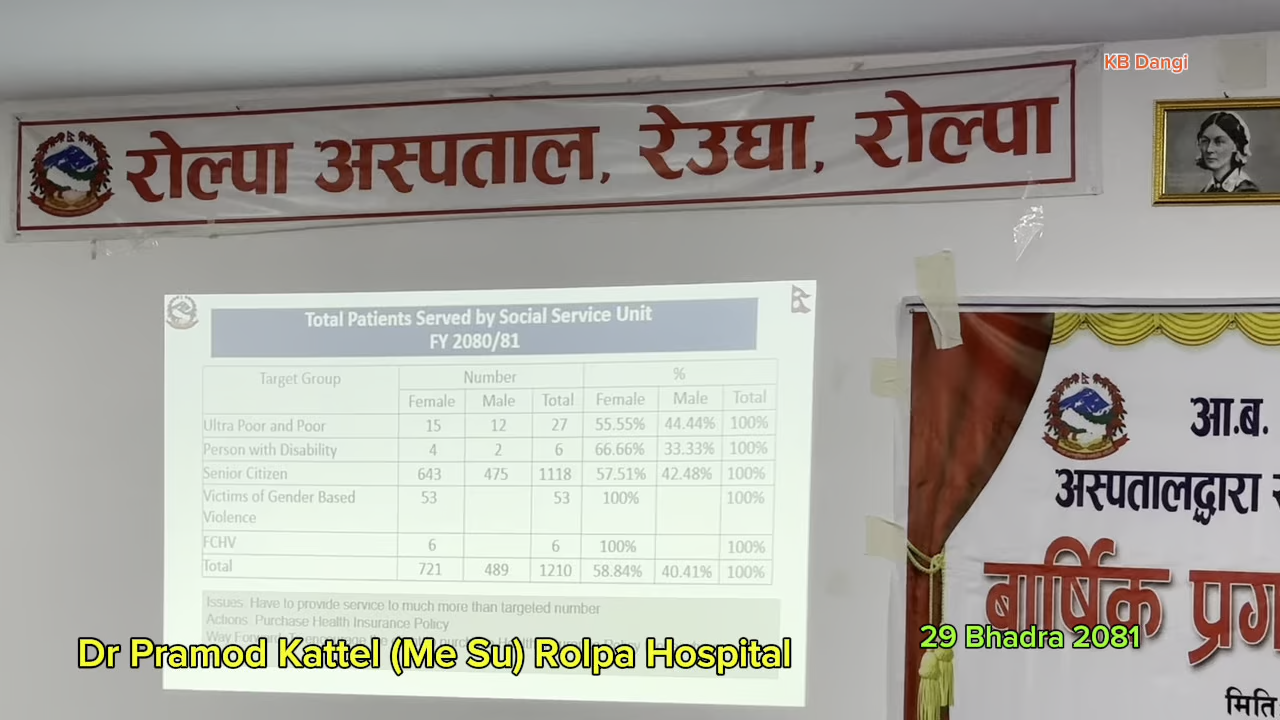 KB Dangi
रोल्पा अस्पताल, रेउघा, रोल्पा
Total Patients Served by Social Service Unit
FY 2080/81
Target Group Number %
Female Male Total Female Male Total
Ultra Poor and Poor 15 12 27 55.55% 44.44% 100%
Person with Disability 4 2 6 66.66% 33.33% 100%
Senior Citizen 643 475 1118 57.51% 42.48% 100%
Victims of Gender Based 53 53 100% 100%
Violence
FCHV 6 6 100% 100%
Total 721 489 1210 58.84% 40.41% 100%
Issues: Have to provide service to much more than targeted number
Actions: Purchase Health Insurance Policy
Way Forward: To encourage the
Dr Pramod Kattel (Me Su) Rolpa Hospital
आ.ब.
अस्पतालद्वारा
बार्षिक प्रग
29 Bhadra 2081
मिति